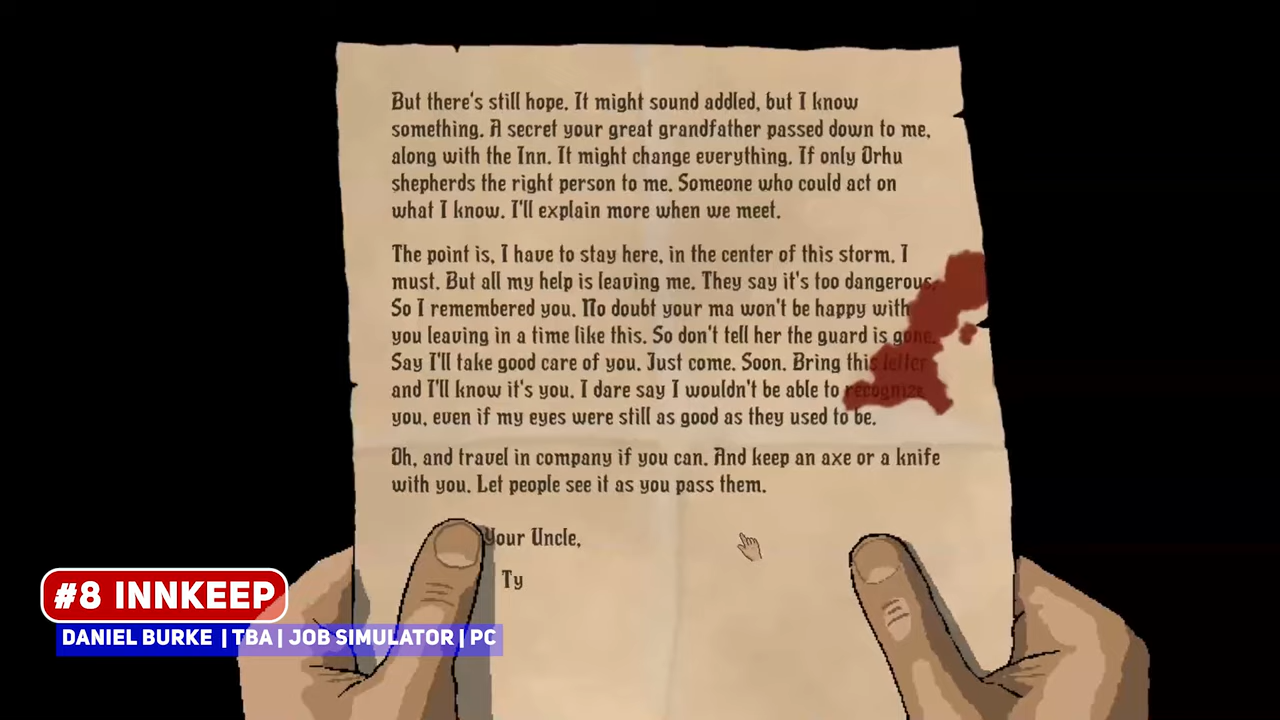 But there's still hope. It might sound addled, but I know
something. A secret your great grandfather passed down to me,
along with the Inn. It might change everything. If only Orhu
shepherds the right person to me. Someone who could act on
what I know. I'll explain more when we meet.
The point is, I have to stay here, in the center of this storm. I
must. But all my help is leaving me. They say it's too dangerous.
So I remembered you. No doubt your ma won't be happy with
you leaving in a time like this. So don't tell her the guard is gone.
Say I'll take good care of you. Just come. Soon. Bring this letter
and I'll know it's you. I dare say I wouldn't be able to recognize
you, even if my eyes were still as good as they used to be.
Oh, and travel in company if you can. And keep an axe or a knife
with you. Let people see it as you pass them.
Your Uncle,
Ty
#8 INNKEEP
DANIEL BURKE | TBA | JOB SIMULATOR | PC